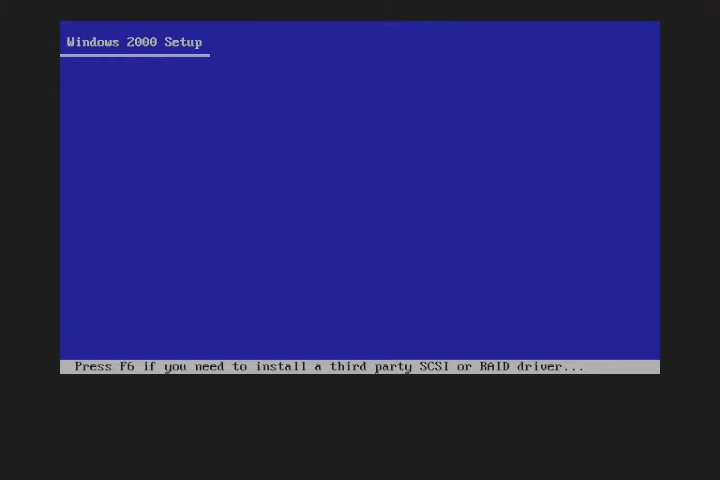 Windows 2000 Setup
Press F6 if you need to install a third party SCSI or RAID driver...